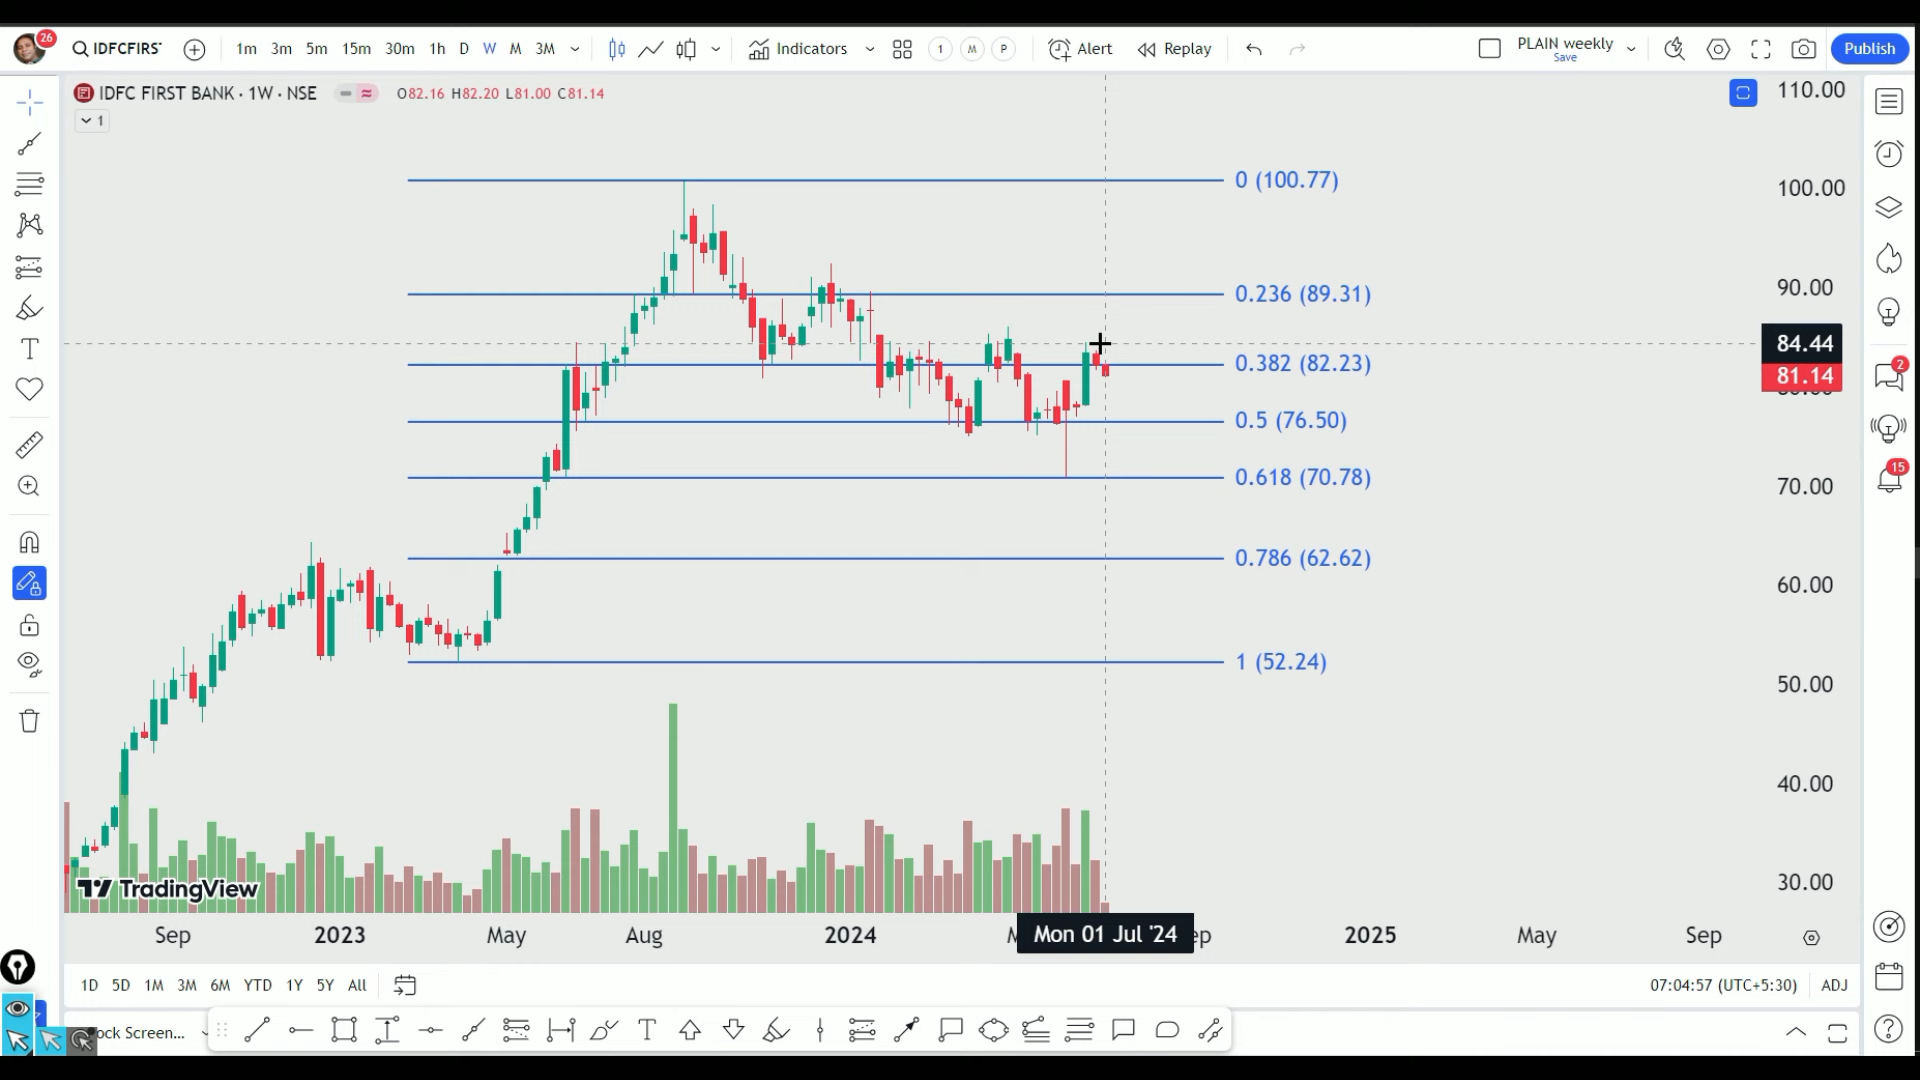 26
IDFCFIRS
1m 3m 5m 15m 30m 1h D W M 3M
Indicators
1 M P
Alert
Replay
PLAIN weekly
Save
Publish
IDFC FIRST BANK · 1W · NSE
O82.16 H82.20 L81.00 C81.14
1
110.00
100.00
90.00
84.44
81.14
70.00
60.00
50.00
40.00
30.00
0 (100.77)
0.236 (89.31)
0.382 (82.23)
0.5 (76.50)
0.618 (70.78)
0.786 (62.62)
1 (52.24)
2
15
TradingView
Sep 2023 May Aug 2024 Mon 01 Jul '24 2025 May Sep
1D 5D 1M 3M 6M YTD 1Y 5Y All
07:04:57 (UTC+5:30) ADJ
ock Screen...